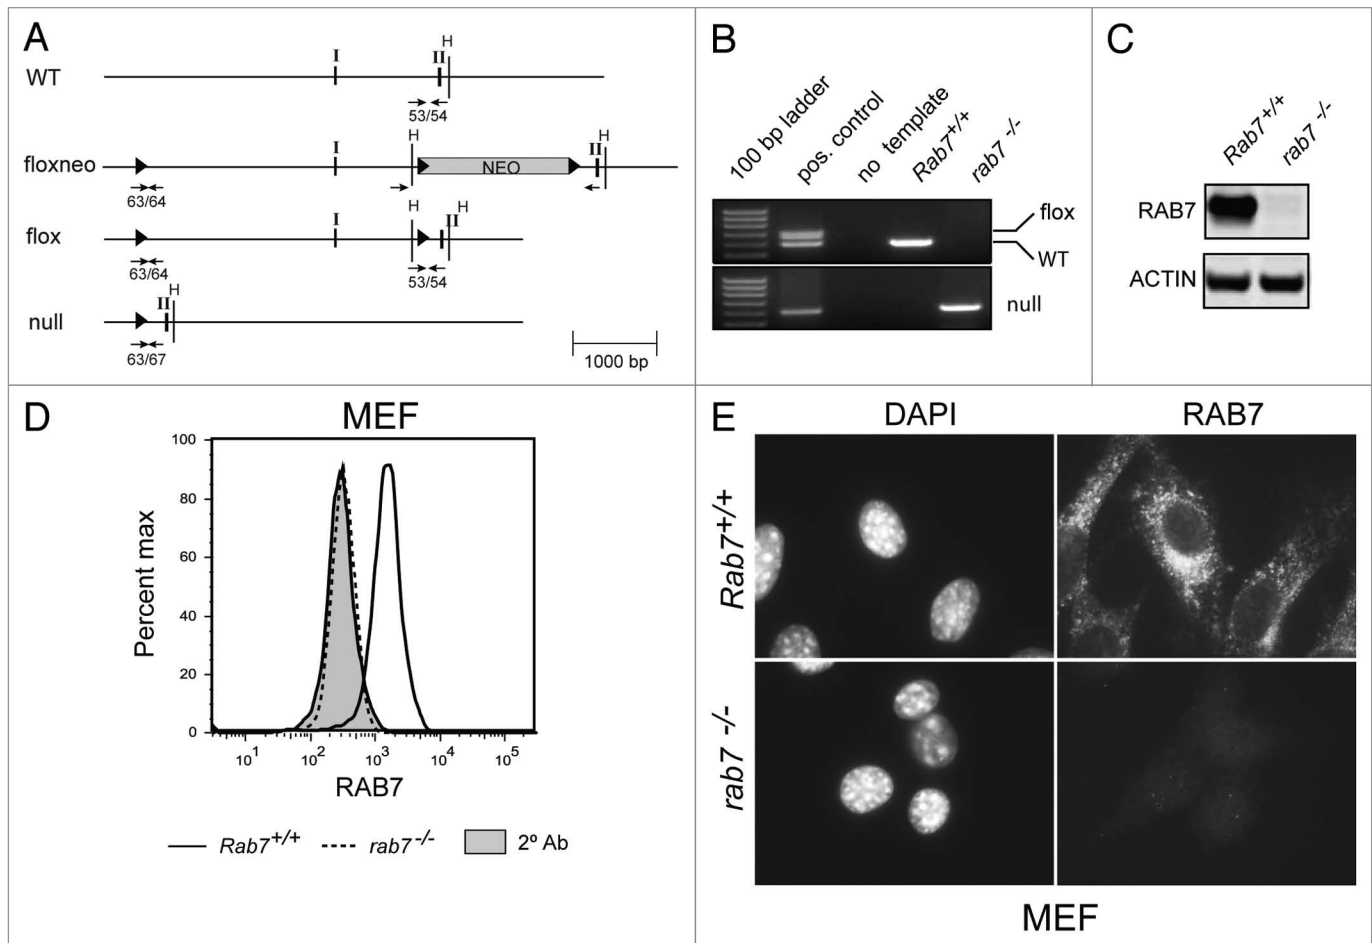 A
WT
I
II
H
53/54
floxneo
I
H
NEO
II
H
63/64
flox
I
H
II
H
63/64
53/54
null
II
H
63/67
1000 bp
B
100 bp ladder
pos. control
no template
Rab7+/+
rab7 -/-
flox
WT
null
C
Rab7+/+
rab7 -/-
RAB7
ACTIN
D
MEF
Percent max
100
80
60
40
20
0
10¹ 10² 10³ 10⁴ 10⁵
RAB7
Rab7+/+ rab7-/- 2º Ab
E
DAPI RAB7
Rab7+/+
rab7 -/-
MEF